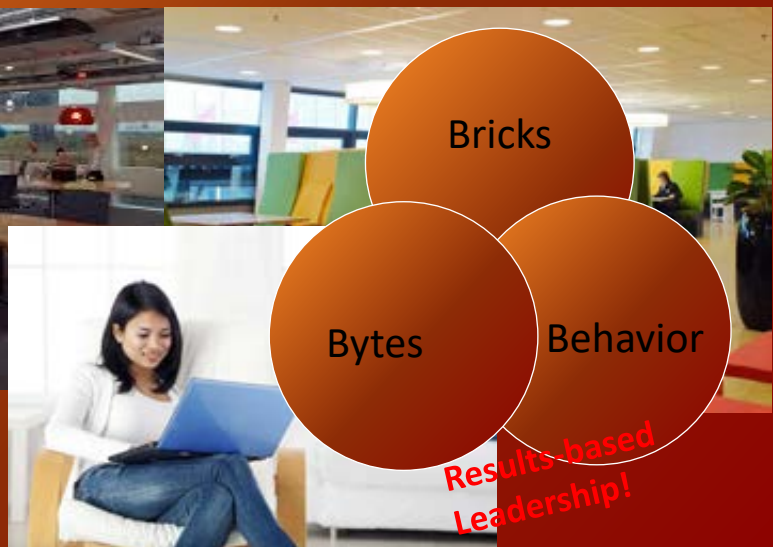 Bricks
Bytes
Behavior
Results-based
Leadership!